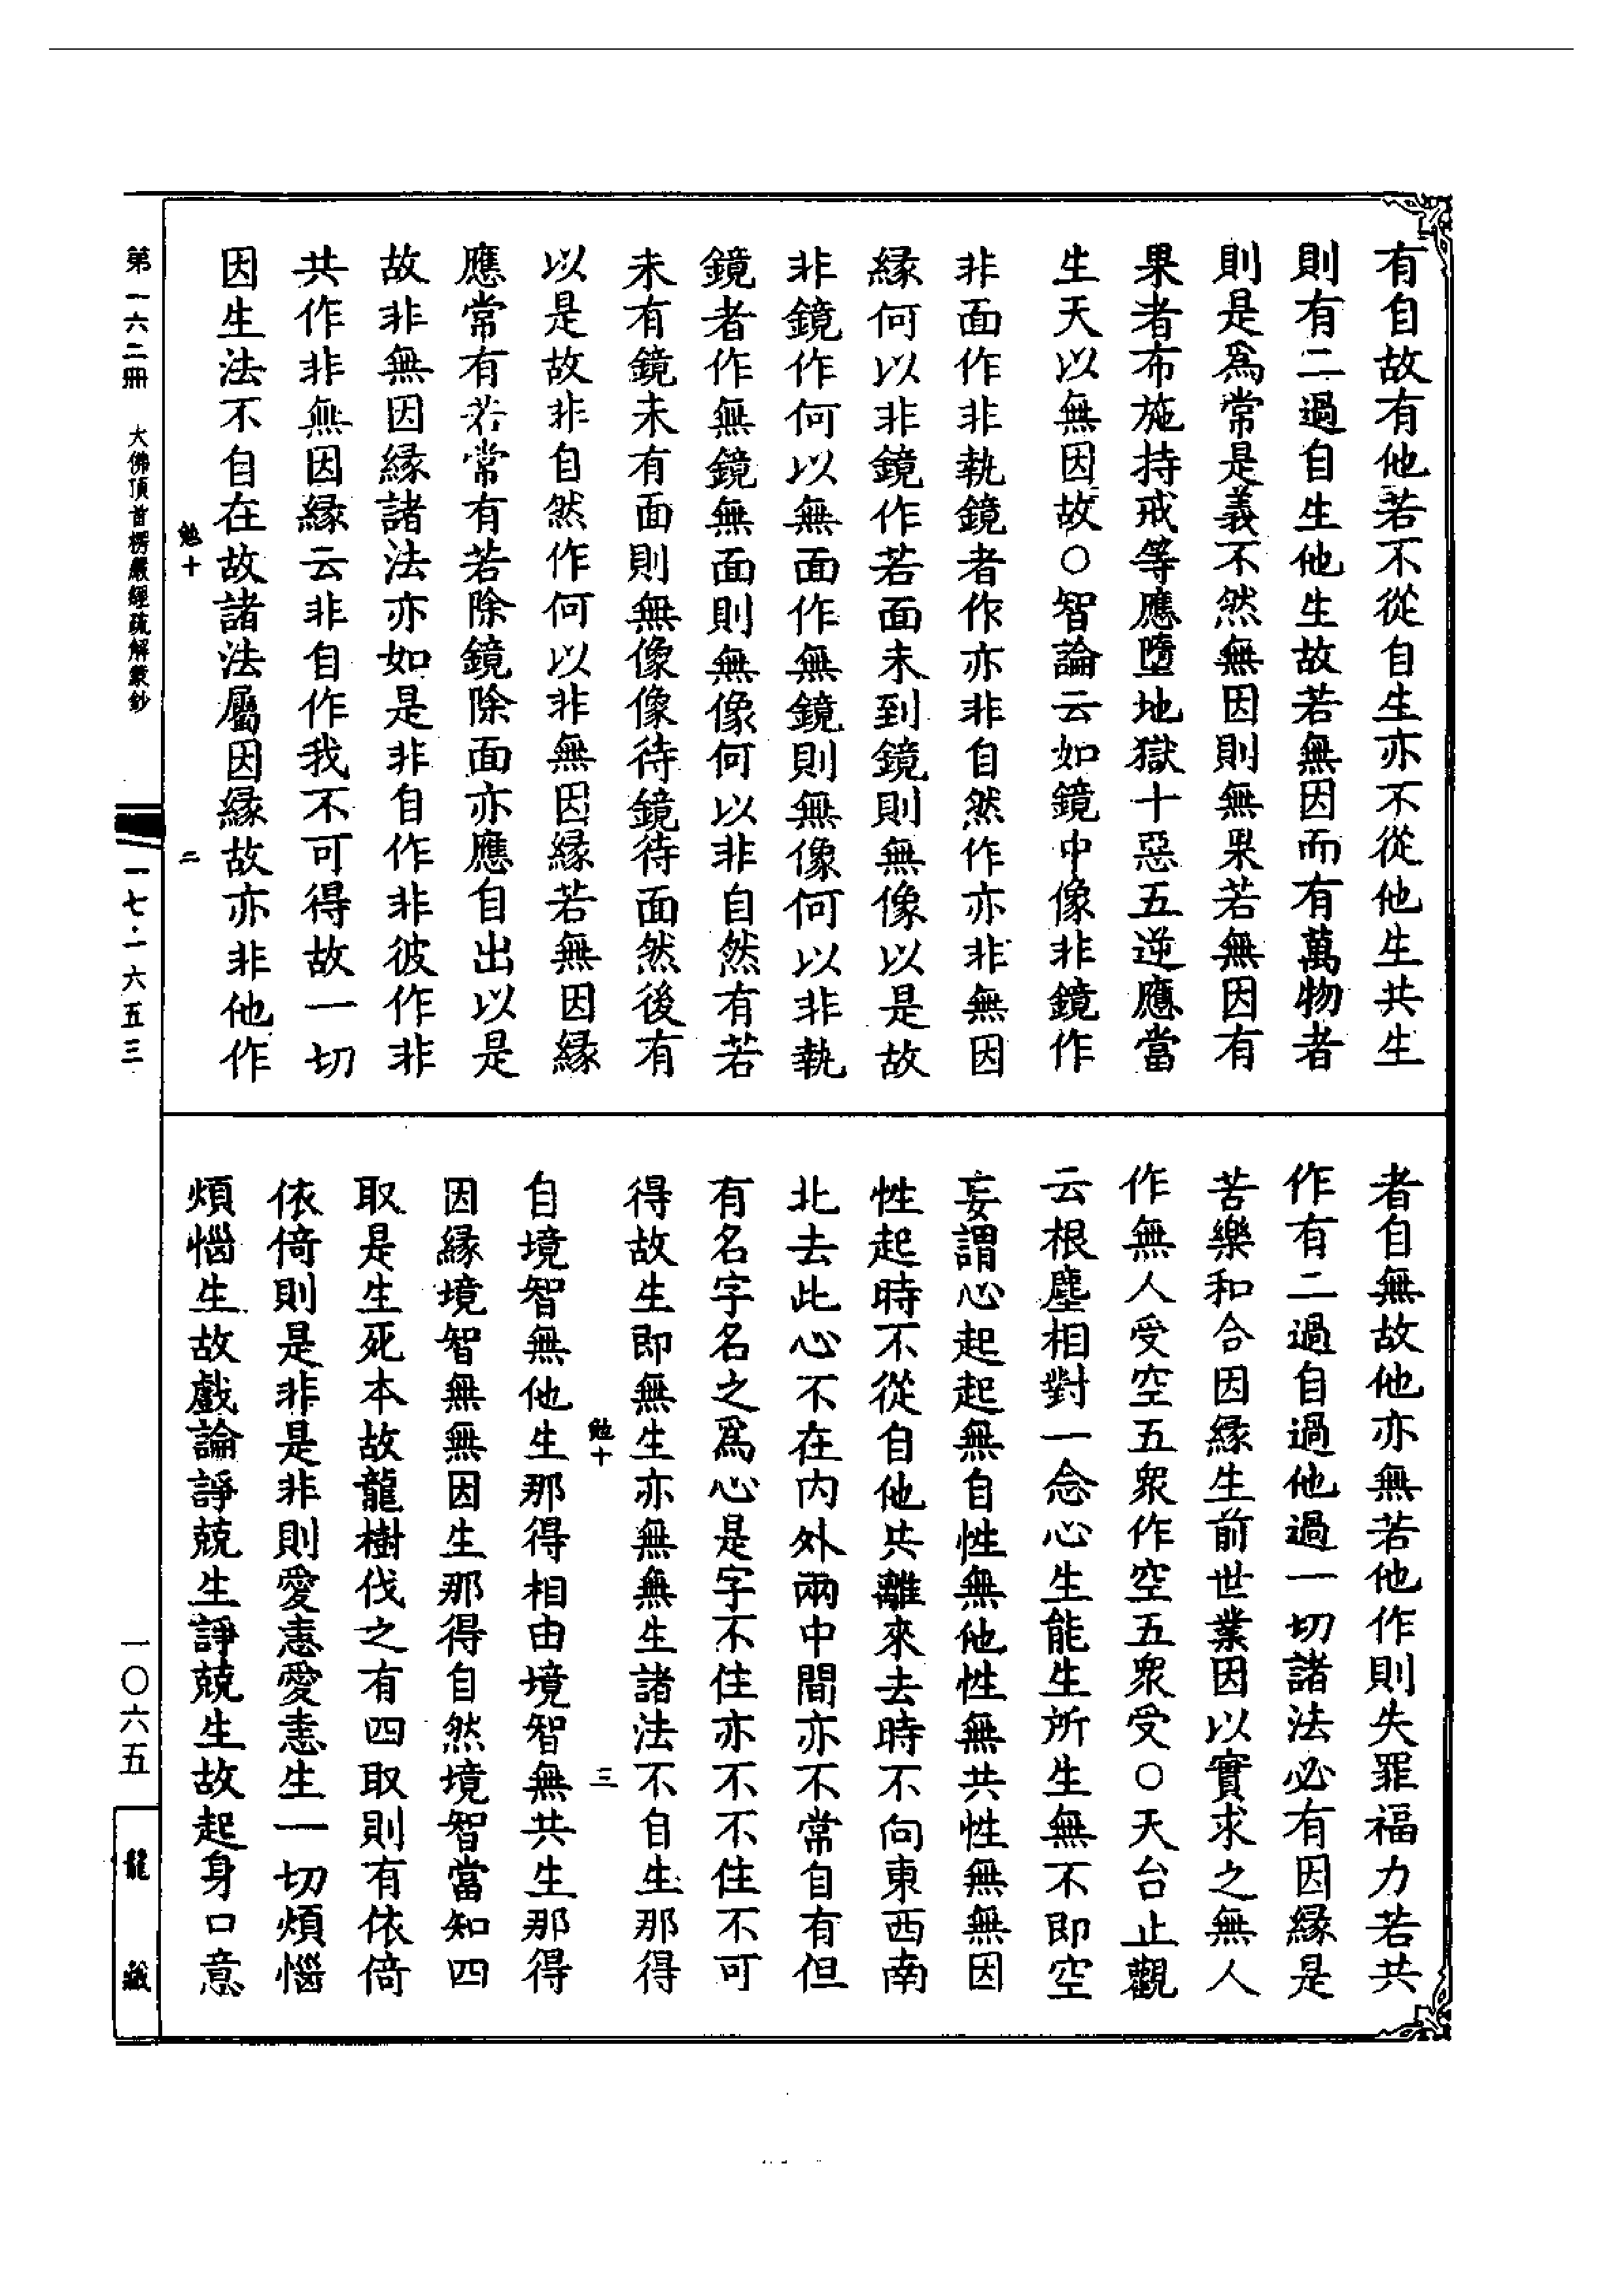 有自故有他若不從自生亦不從他生共生
則有二過自生他生故若無因而有萬物者
則是為常是義不然無因則無果若無因有
果者布施持戒等應墮地獄十惡五逆應當
生天以無因故○智論云如鏡中像非鏡作
非面作非執鏡者作亦非自然作亦非無因
緣何以非鏡作若面未到鏡則無像以是故
非鏡作何以無面作無鏡則無像何以非執
鏡者作無鏡無面則無像何以非自然有若
未有鏡未有面則無像像待鏡待面然後有
以是故非自然作何以非無因緣若無因緣
應常有若常有若除鏡除面亦應自出以是
故非無因緣諸法亦如是非自作非彼作非
共作非無因緣云非自作我不可得故一切
因生法不自在故諸法屬因緣故亦非他作
勉十 二
者自無故他亦無若他作則失罪福力若共
作有二過自過他過一切諸法必有因緣是
苦樂和合因緣生前世業因以實求之無人
作無人受空五衆作空五衆受○天台止觀
云根塵相對一念心生能生所生無不即空
妄謂心起起無自性無他性無共性無無因
性起時不從自他共離來去時不向東西南
北去此心不在內外兩中間亦不常自有但
有名字名之為心是字不住亦不不住不可
得故生即無生亦無無生諸法不自生那得
勉十 三
自境智無他生那得相由境智無共生那得
因緣境智無無因生那得自然境智當知四
取是生死本故龍樹伐之有四取則有依倚
依倚則是非是非則愛恚愛恚生一切煩惱
煩惱生故戲論諍競生諍競生故起身口意
第一六二冊 大佛頂首楞嚴經疏解蒙鈔
一七·一六五三
一〇六五
龍藏